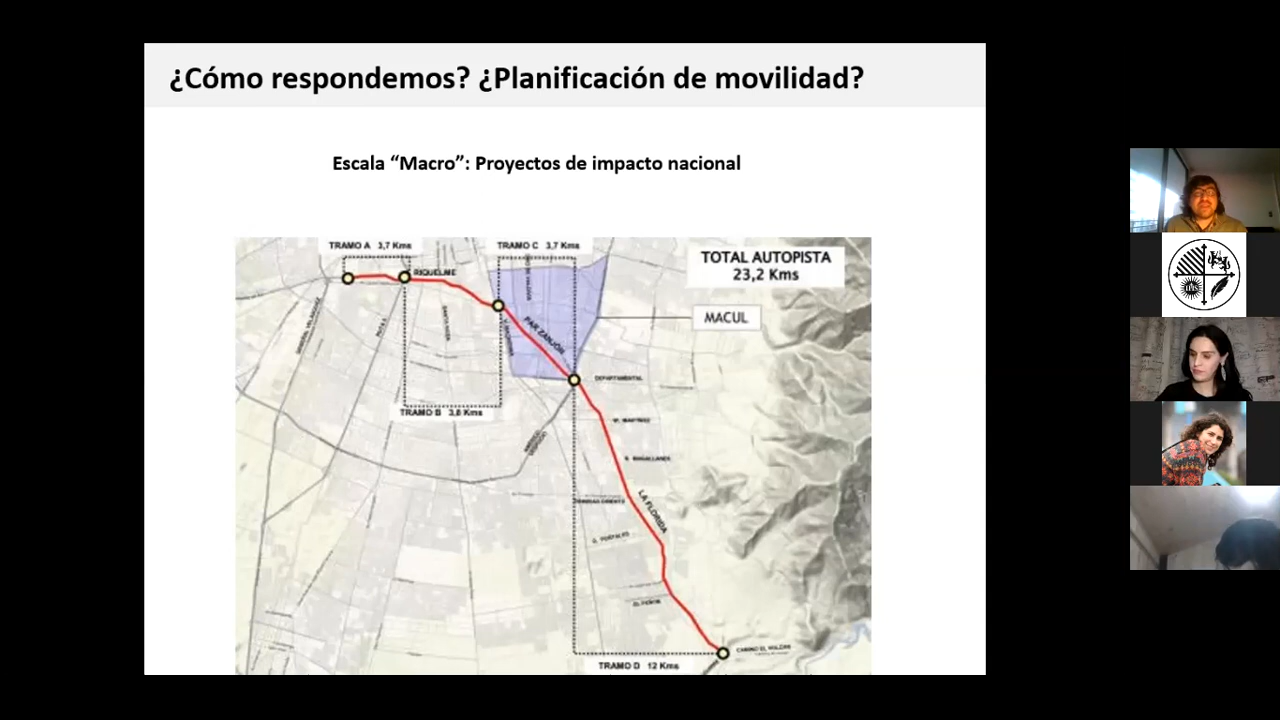 ¿Cómo respondemos? ¿Planificación de movilidad?
Escala “Macro”: Proyectos de impacto nacional
TRAMO A 3,7 Kms
TRAMO C 3,7 Kms
TOTAL AUTOPISTA
23,2 Kms
RIQUELME
MACUL
PAR ZANJÓN
DEPARTAMENTAL
TRAMO B 3,8 Kms
LA FLORIDA
CAMINO EL VOLCÁN
TRAMO D 12 Kms